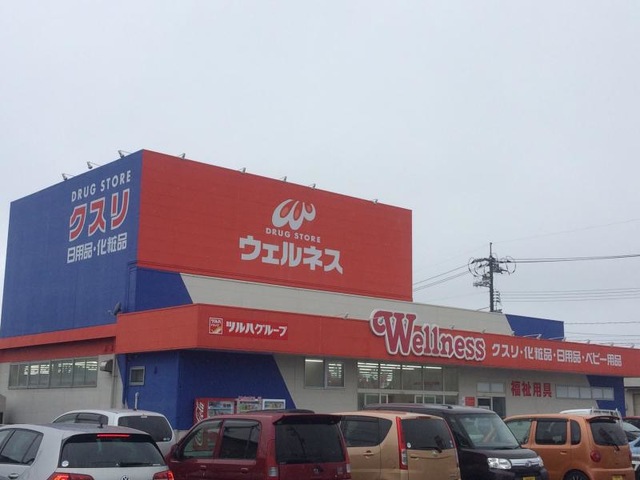 DRUG STORE
クスリ
日用品・化粧品
DRUG STORE
ウェルネス
ツルハグループ
Wellness クスリ・化粧品・日用品・ベビー用品
福祉用具